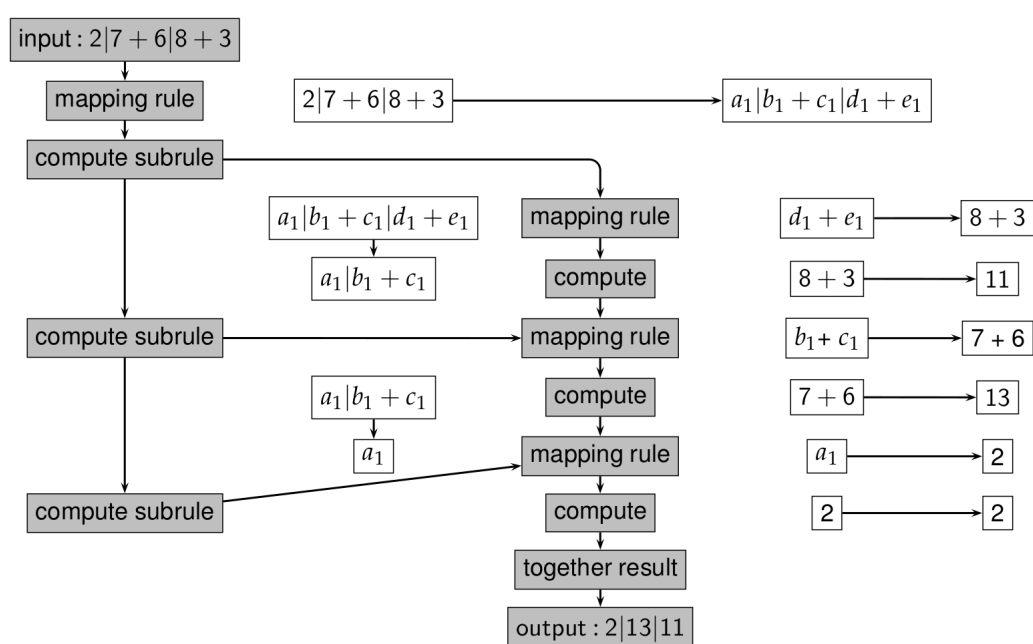 input : 2|7 + 6|8 + 3
mapping rule
2|7 + 6|8 + 3
a₁|b₁ + c₁|d₁ + e₁
compute subrule
a₁|b₁ + c₁|d₁ + e₁
mapping rule
d₁ + e₁
8 + 3
a₁|b₁ + c₁
compute
8 + 3
11
compute subrule
mapping rule
b₁+ c₁
7 + 6
a₁|b₁ + c₁
compute
7 + 6
13
a₁
mapping rule
a₁
2
compute subrule
compute
2
2
together result
output : 2|13|11